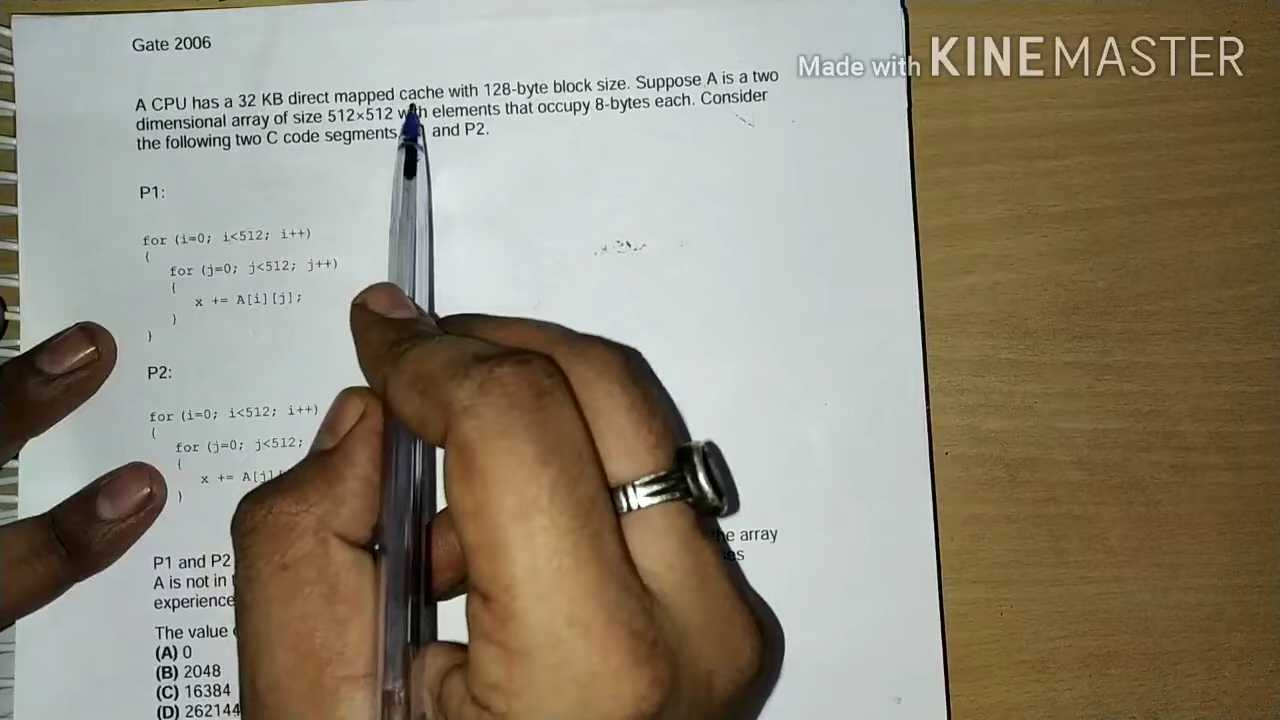 Gate 2006
Made with KINEMASTER
A CPU has a 32 KB direct mapped cache with 128-byte block size. Suppose A is a two
dimensional array of size 512×512 with elements that occupy 8-bytes each. Consider
the following two C code segments and P2.
P1:
for (i=0; i<512; i++)
{
for (j=0; j<512; j++)
{
x += A[i][j];
}
}
P2:
for (i=0; i<512; i++)
{
for (j=0; j<512;
{
x += A[j]
}
P1 and P2 the array
A is not in
experience
The value
(A) 0
(B) 2048
(C) 16384
(D) 262144